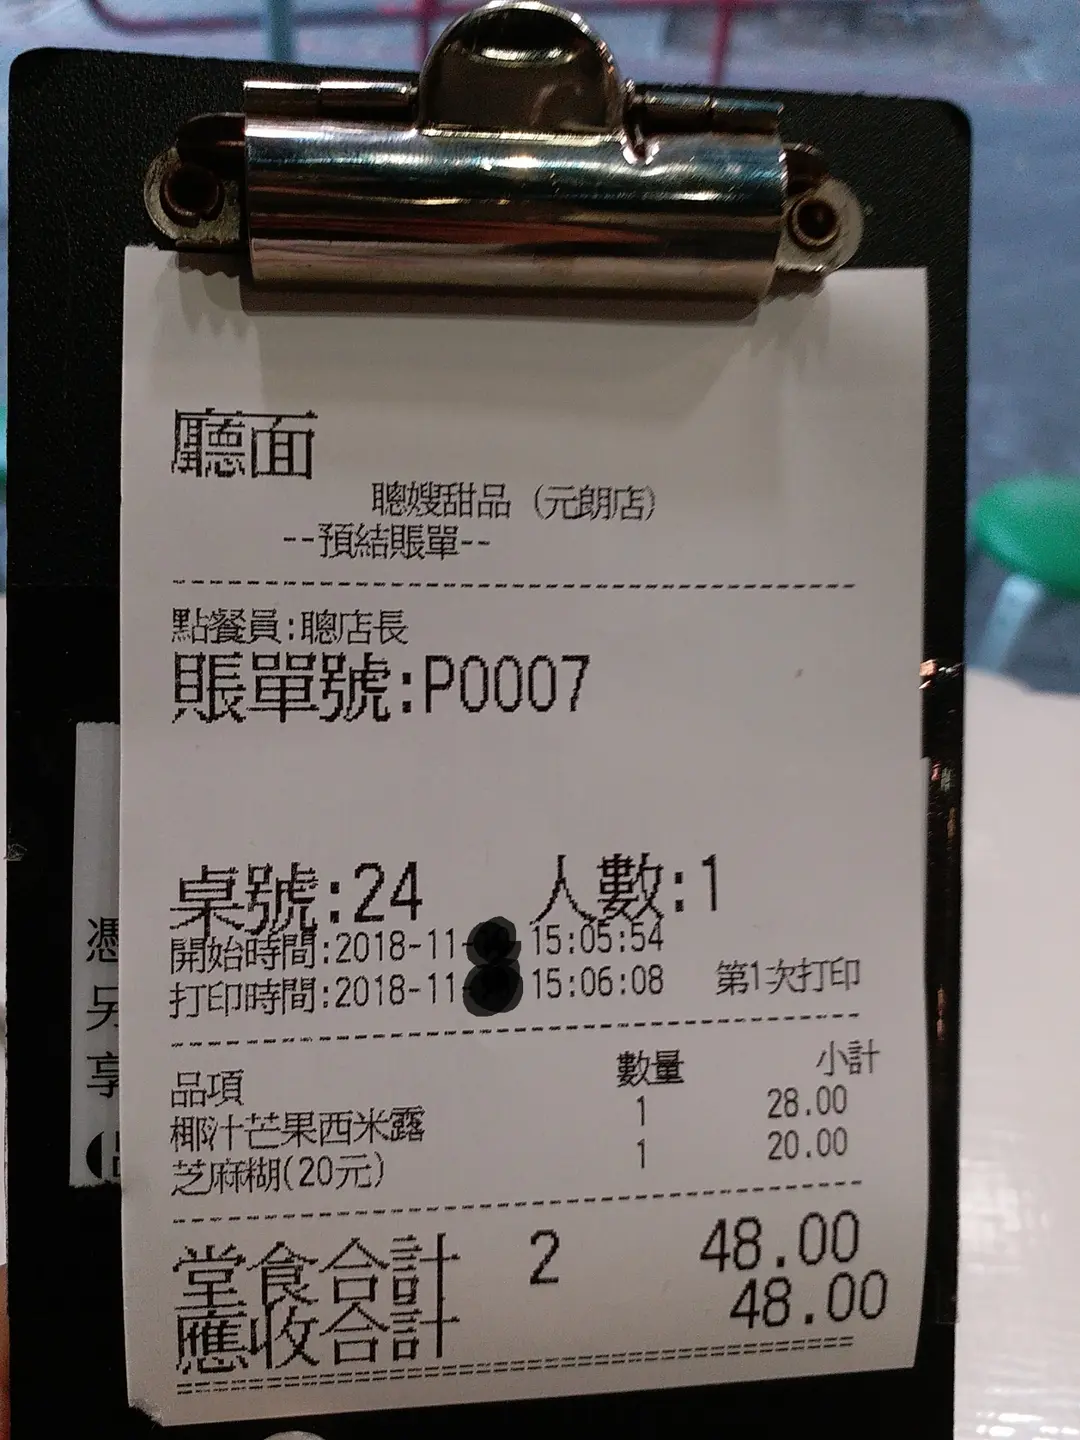 廳面
聰嫂甜品 (元朗店)
--預結賬單--
點餐員:聰店長
賬單號:P0007
桌號:24 人數:1
開始時間:2018-11- 15:05:54
打印時間:2018-11- 15:06:08 第1次打印
品項 數量 小計
椰汁芒果西米露 1 28.00
芝麻糊(20元) 1 20.00
堂食合計 2 48.00
應收合計 48.00
憑
另
享